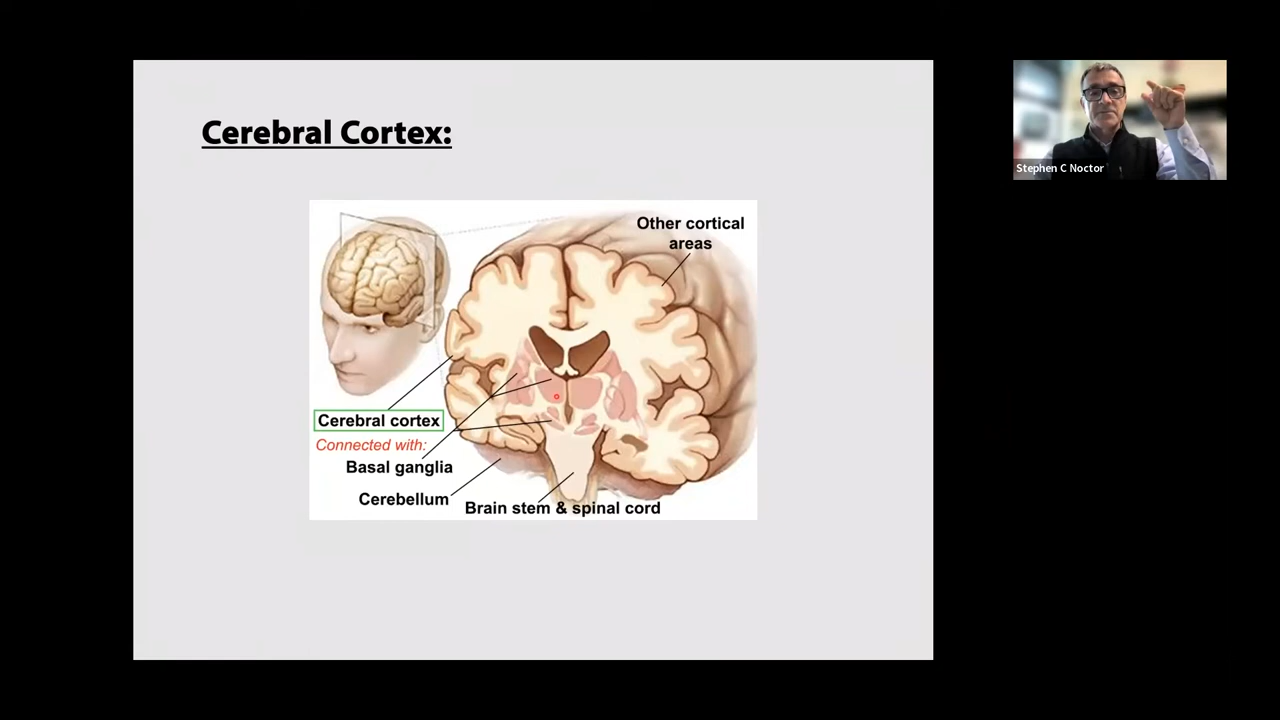 Cerebral Cortex:
Other cortical
areas
Cerebral cortex
Connected with:
Basal ganglia
Cerebellum
Brain stem & spinal cord
Stephen C Noctor